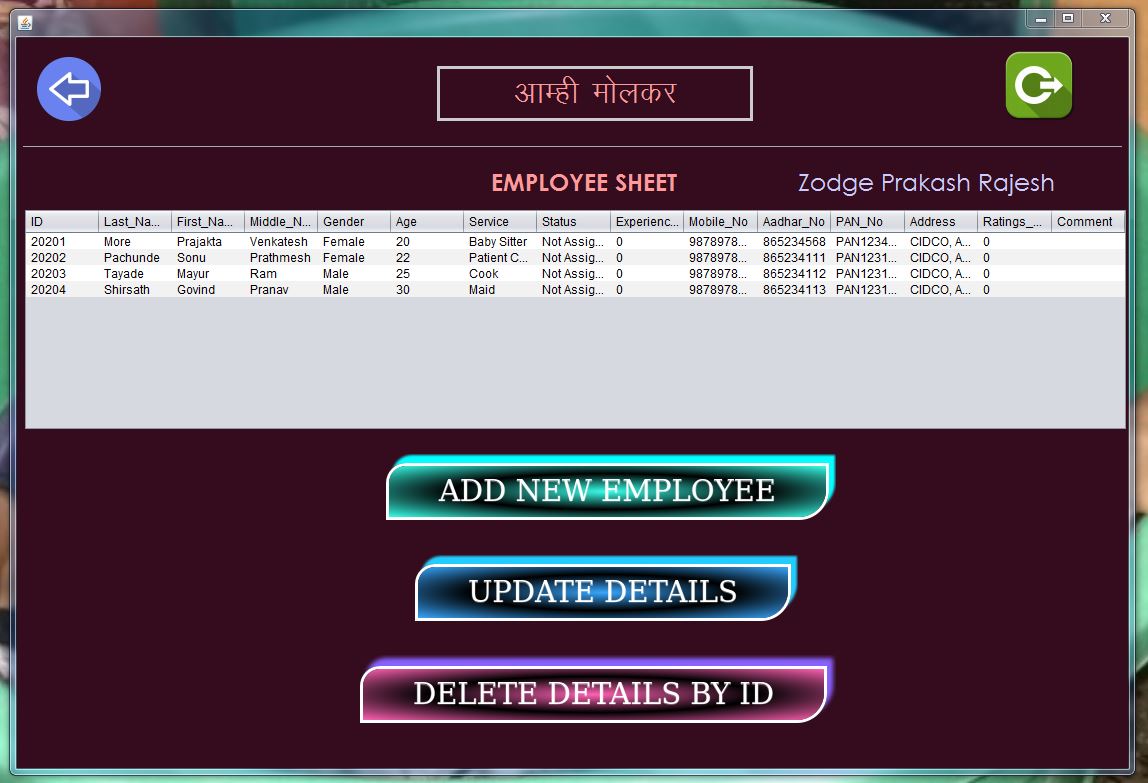 आम्ही मोलकर
EMPLOYEE SHEET Zodge Prakash Rajesh
ID Last_Na... First_Na... Middle_N... Gender Age Service Status Experienc... Mobile_No Aadhar_No PAN_No Address Ratings_... Comment
20201 More Prajakta Venkatesh Female 20 Baby Sitter Not Assig... 0 9878978... 865234568 PAN1234... CIDCO, A... 0
20202 Pachunde Sonu Prathmesh Female 22 Patient C... Not Assig... 0 9878978... 865234111 PAN1231... CIDCO, A... 0
20203 Tayade Mayur Ram Male 25 Cook Not Assig... 0 9878978... 865234112 PAN1231... CIDCO, A... 0
20204 Shirsath Govind Pranav Male 30 Maid Not Assig... 0 9878978... 865234113 PAN1231... CIDCO, A... 0
ADD NEW EMPLOYEE
UPDATE DETAILS
DELETE DETAILS BY ID